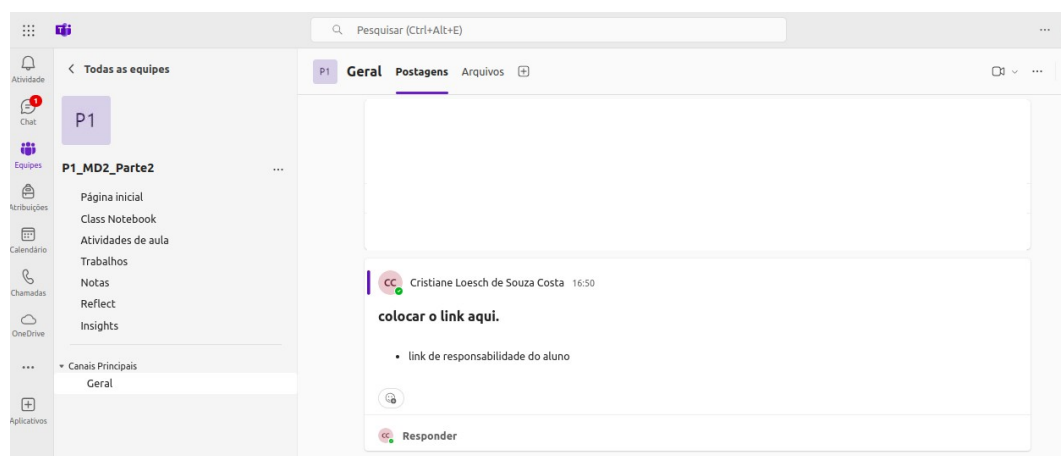 Pesquisar (Ctrl+Alt+E)
Atividade
1
Chat
Equipes
Atribuições
Calendário
Chamadas
OneDrive
Aplicativos
Todas as equipes
P1
P1_MD2_Parte2
Página inicial
Class Notebook
Atividades de aula
Trabalhos
Notas
Reflect
Insights
Canais Principais
Geral
P1 Geral Postagens Arquivos
CC Cristiane Loesch de Souza Costa 16:50
colocar o link aqui.
• link de responsabilidade do aluno
CC Responder